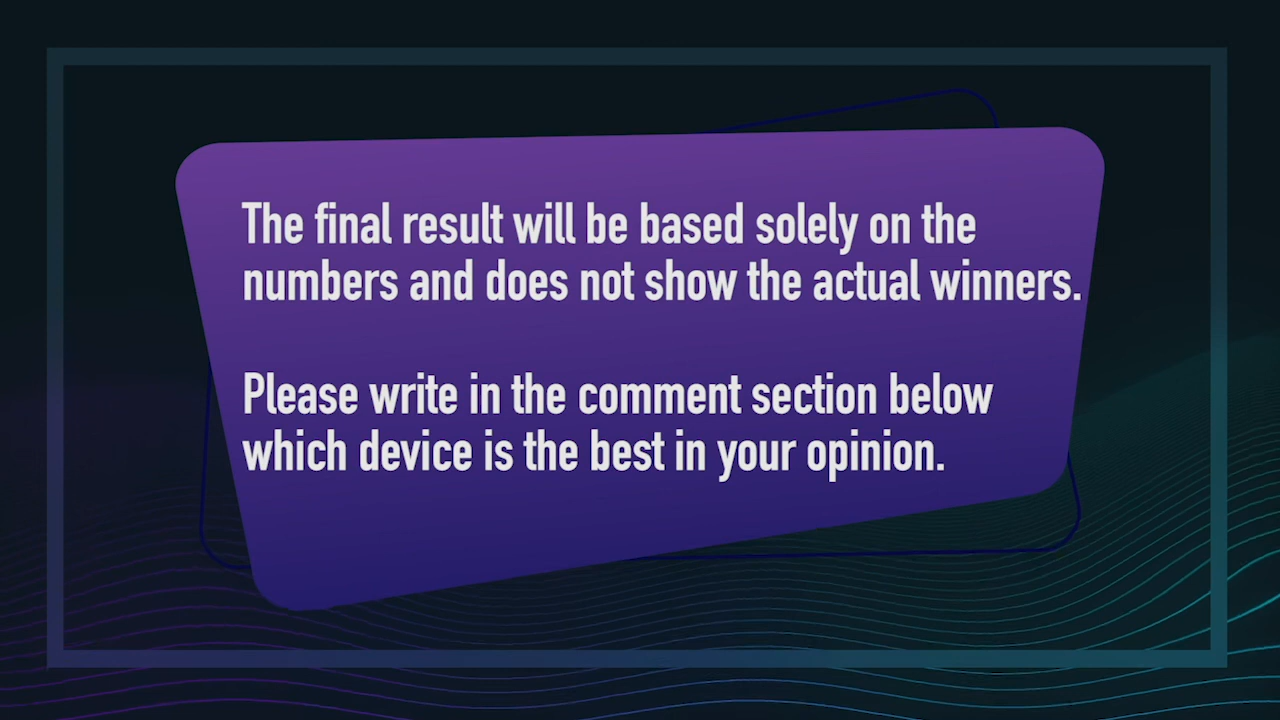 The final result will be based solely on the
numbers and does not show the actual winners.
Please write in the comment section below
which device is the best in your opinion.